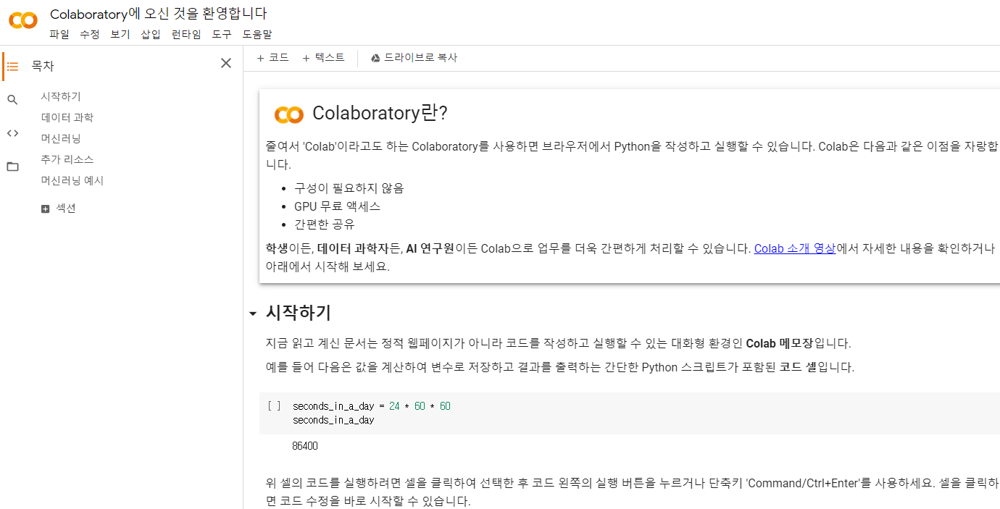 Colaboratory에 오신 것을 환영합니다
파일 수정 보기 삽입 런타임 도구 도움말
목차
시작하기
데이터 과학
머신러닝
추가 리소스
머신러닝 예시
섹션
+ 코드 + 텍스트 드라이브로 복사
Colaboratory란?
줄여서 'Colab'이라고도 하는 Colaboratory를 사용하면 브라우저에서 Python을 작성하고 실행할 수 있습니다. Colab은 다음과 같은 이점을 자랑합
니다.
• 구성이 필요하지 않음
• GPU 무료 액세스
• 간편한 공유
학생이든, 데이터 과학자든, AI 연구원이든 Colab으로 업무를 더욱 간편하게 처리할 수 있습니다. Colab 소개 영상에서 자세한 내용을 확인하거나
아래에서 시작해 보세요.
시작하기
지금 읽고 계신 문서는 정적 웹페이지가 아니라 코드를 작성하고 실행할 수 있는 대화형 환경인 Colab 메모장입니다.
예를 들어 다음은 값을 계산하여 변수로 저장하고 결과를 출력하는 간단한 Python 스크립트가 포함된 코드 셀입니다.
[ ] seconds_in_a_day = 24 * 60 * 60
seconds_in_a_day
86400
위 셀의 코드를 실행하려면 셀을 클릭하여 선택한 후 코드 왼쪽의 실행 버튼을 누르거나 단축키 'Command/Ctrl+Enter'를 사용하세요. 셀을 클릭하
면 코드 수정을 바로 시작할 수 있습니다.